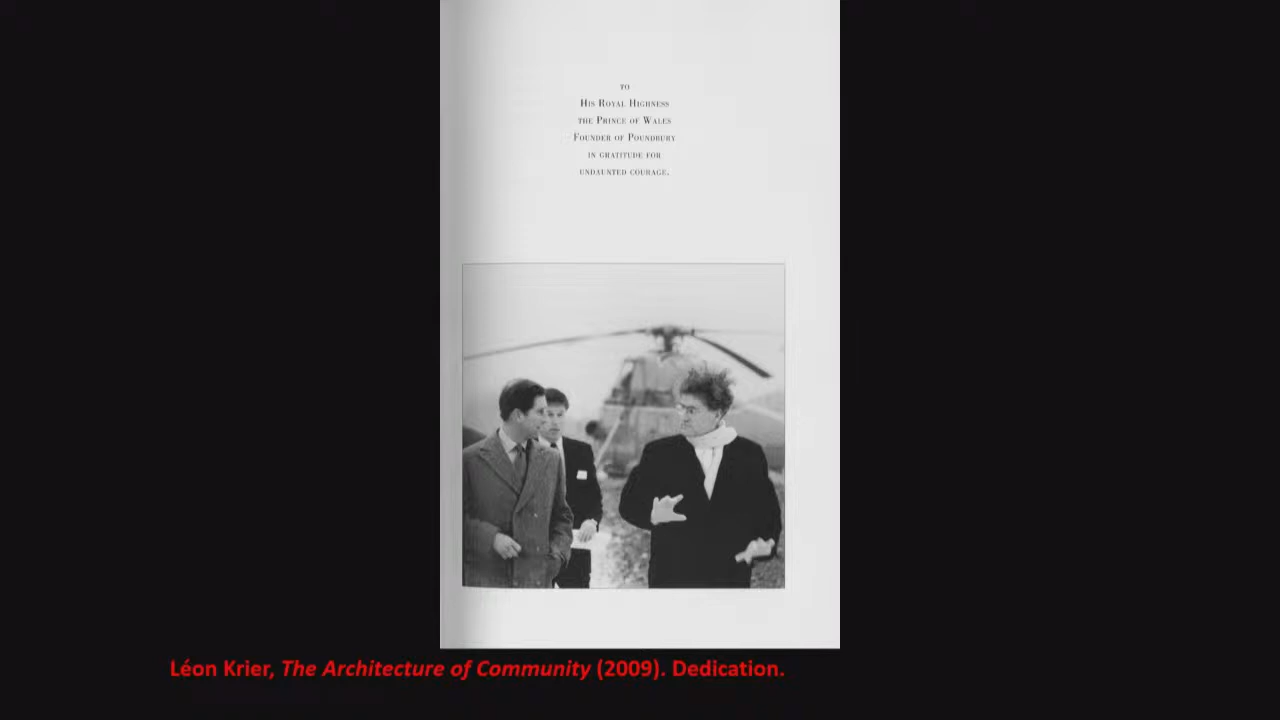 TO
HIS ROYAL HIGHNESS
THE PRINCE OF WALES
FOUNDER OF POUNDBURY
IN GRATITUDE FOR
UNDAUNTED COURAGE.
Léon Krier, The Architecture of Community (2009). Dedication.